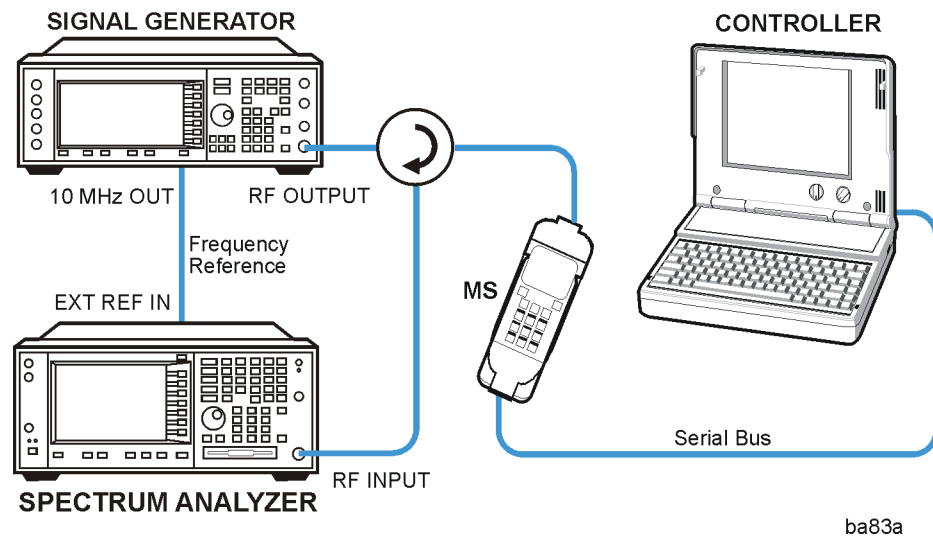 SIGNAL GENERATOR
CONTROLLER
10 MHz OUT
RF OUTPUT
Frequency
Reference
MS
EXT REF IN
Serial Bus
RF INPUT
SPECTRUM ANALYZER
ba83a